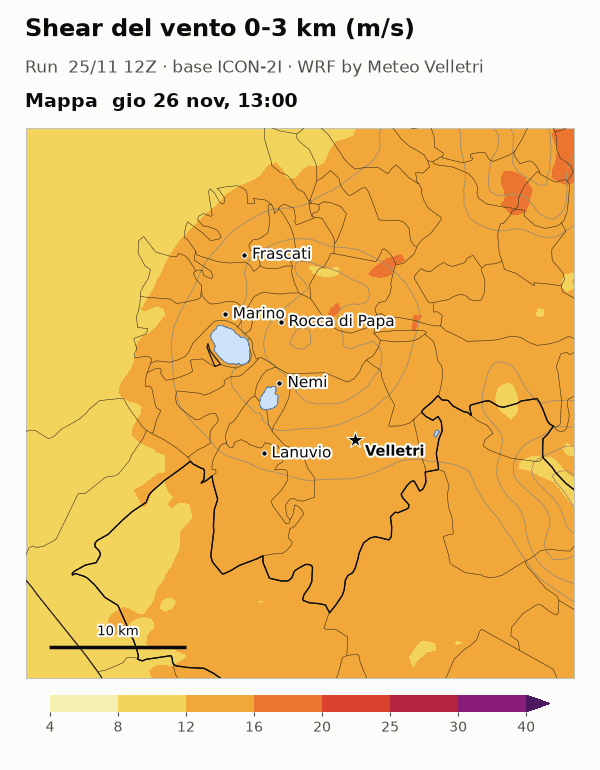 Shear del vento 0-3 km (m/s)
Run  25/11 12Z · base ICON-2I · WRF by Meteo Velletri
Mappa  gio 26 nov, 13:00
Frascati
Marino
Rocca di Papa
Nemi
Velletri
Lanuvio
10 km
4 8 12 16 20 25 30 40